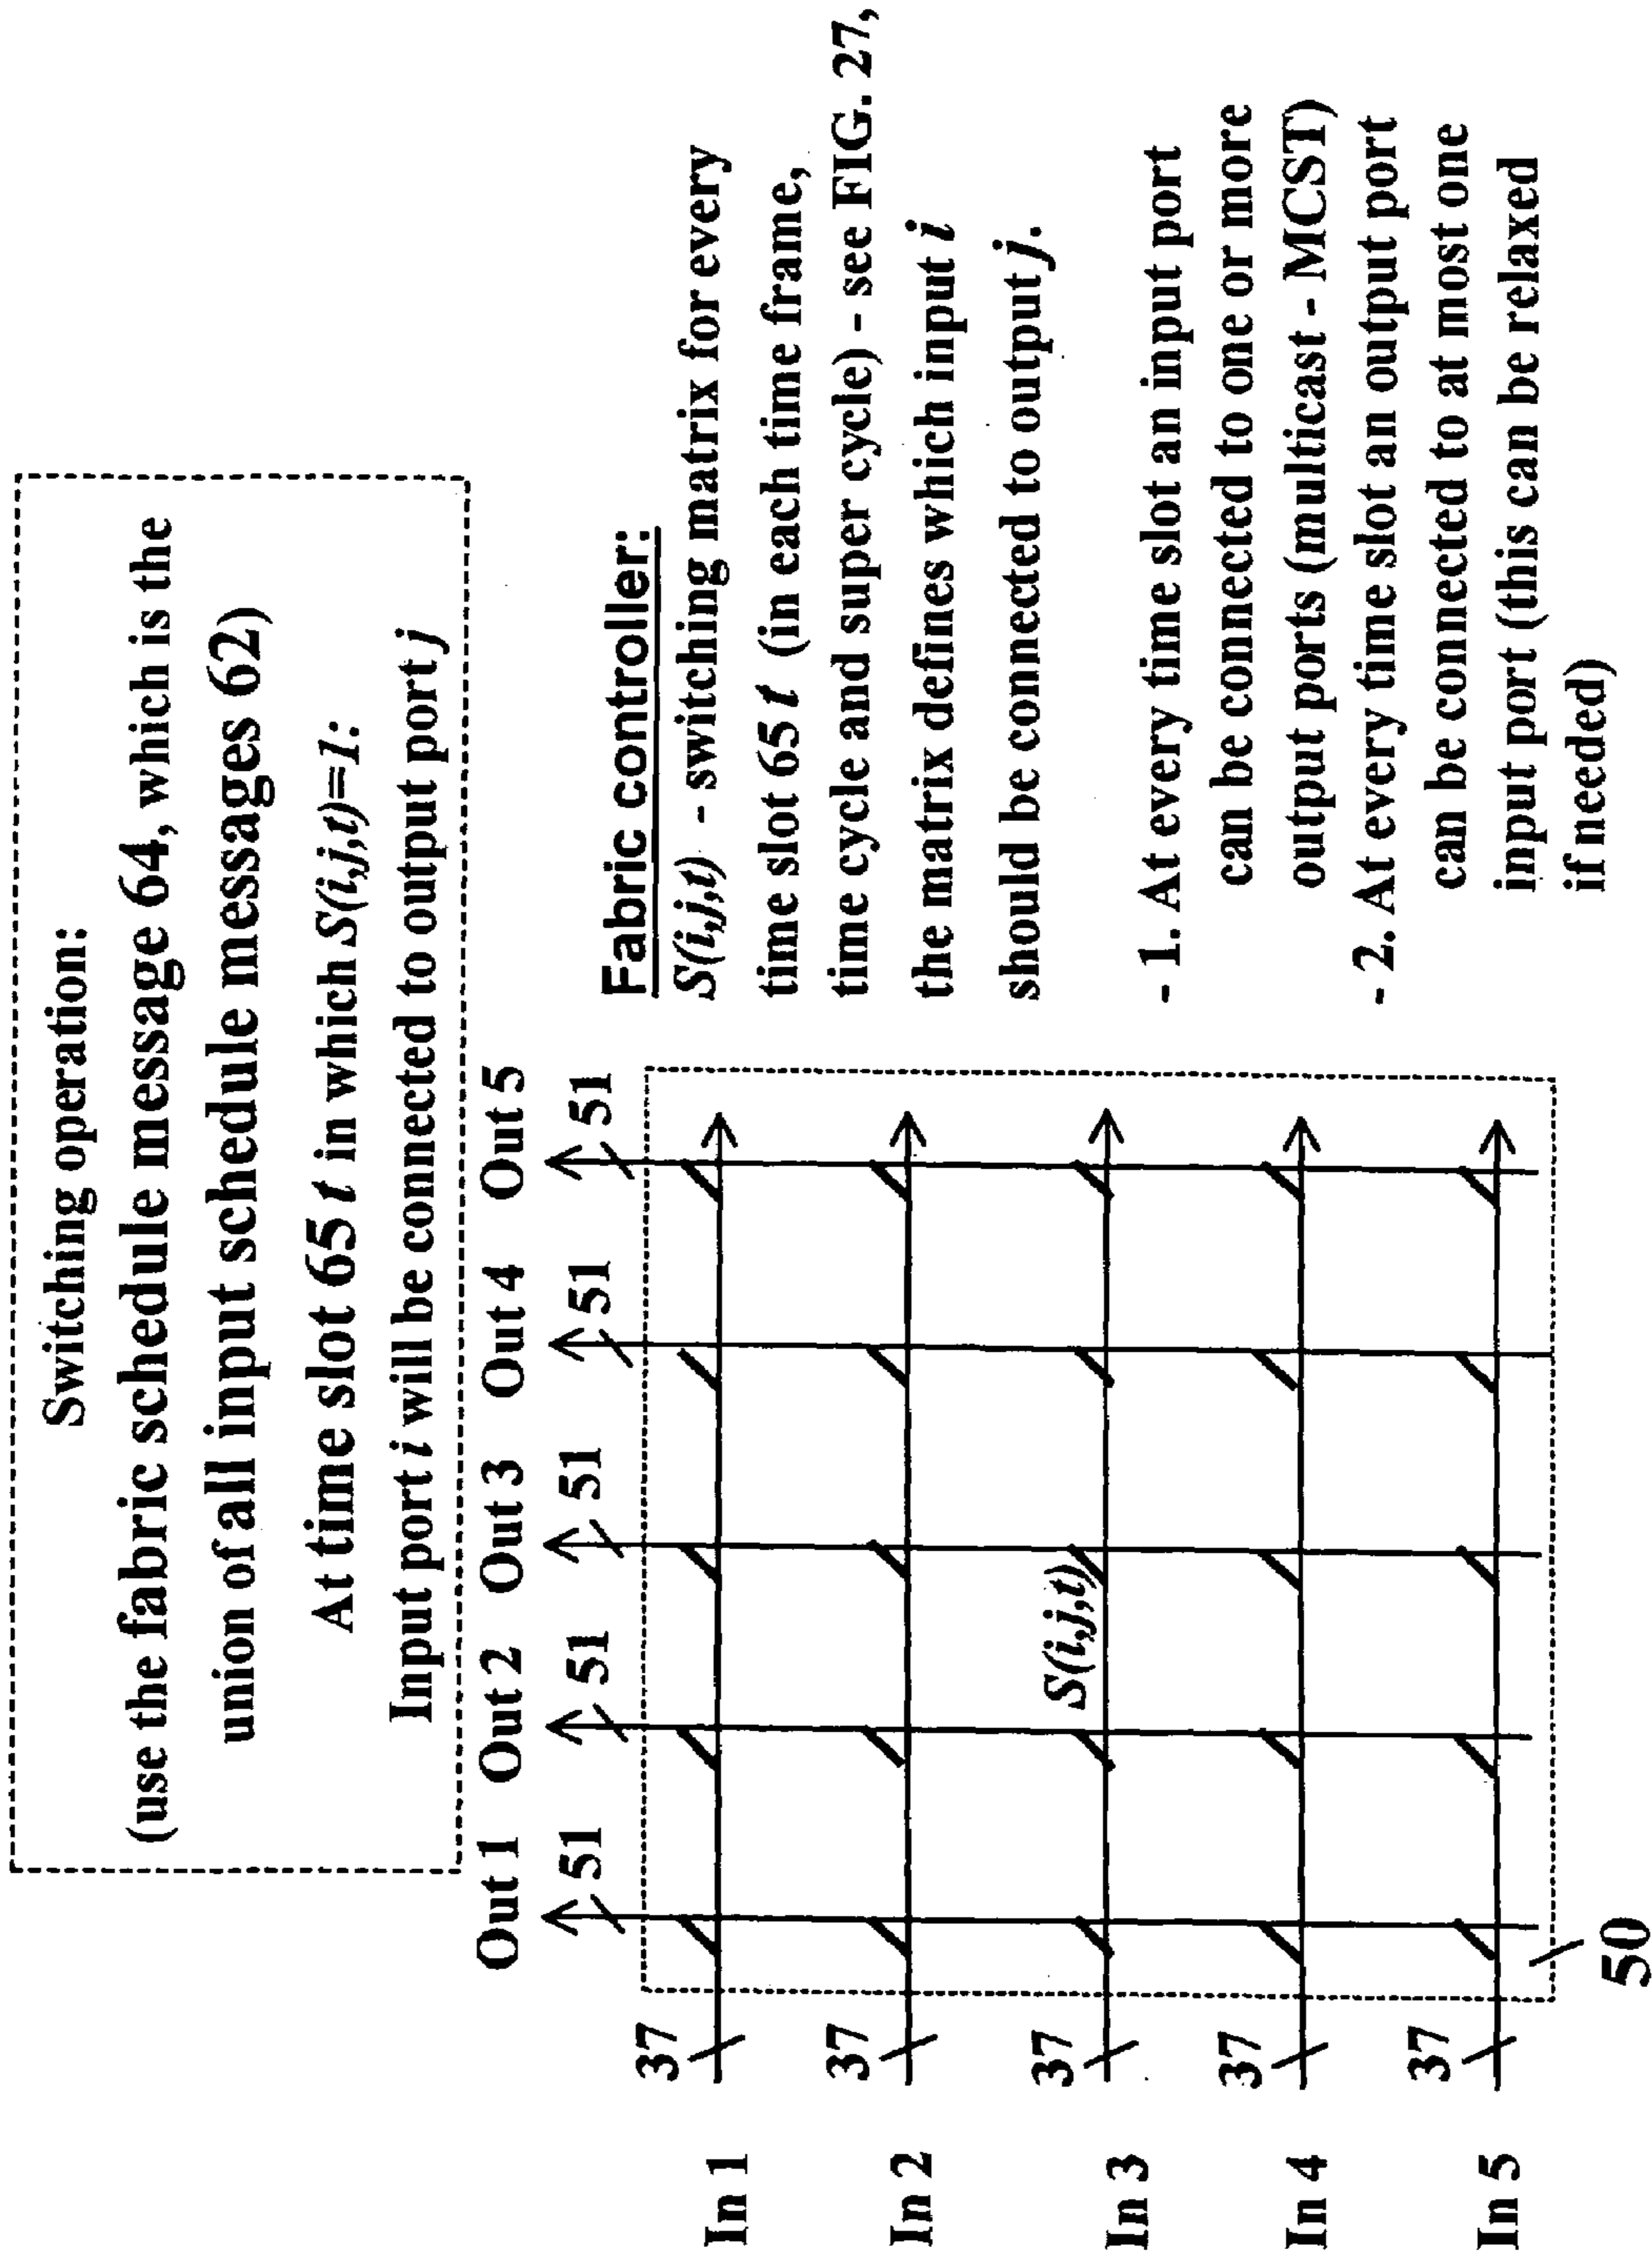 Switching operation:
(use the fabric schedule message 64, which is the
union of all input schedule messages 62)
At time slot 65 t in which S(i,j,t)=1:
Input port i will be connected to output port j
Out 1 Out 2 Out 3 Out 4 Out 5
51 51 51 51 51
37
In 1
37
In 2
37
In 3
S(i,j,t)
37
In 4
37
In 5
50
Fabric controller:
S(i,j,t) - switching matrix for every
time slot 65 t (in each time frame,
time cycle and super cycle) - see FIG. 27,
the matrix defines which input i
should be connected to output j.
- 1. At every time slot an input port
can be connected to one or more
output ports (multicast - MCST)
- 2. At every time slot an output port
can be connected to at most one
input port (this can be relaxed
if needed)